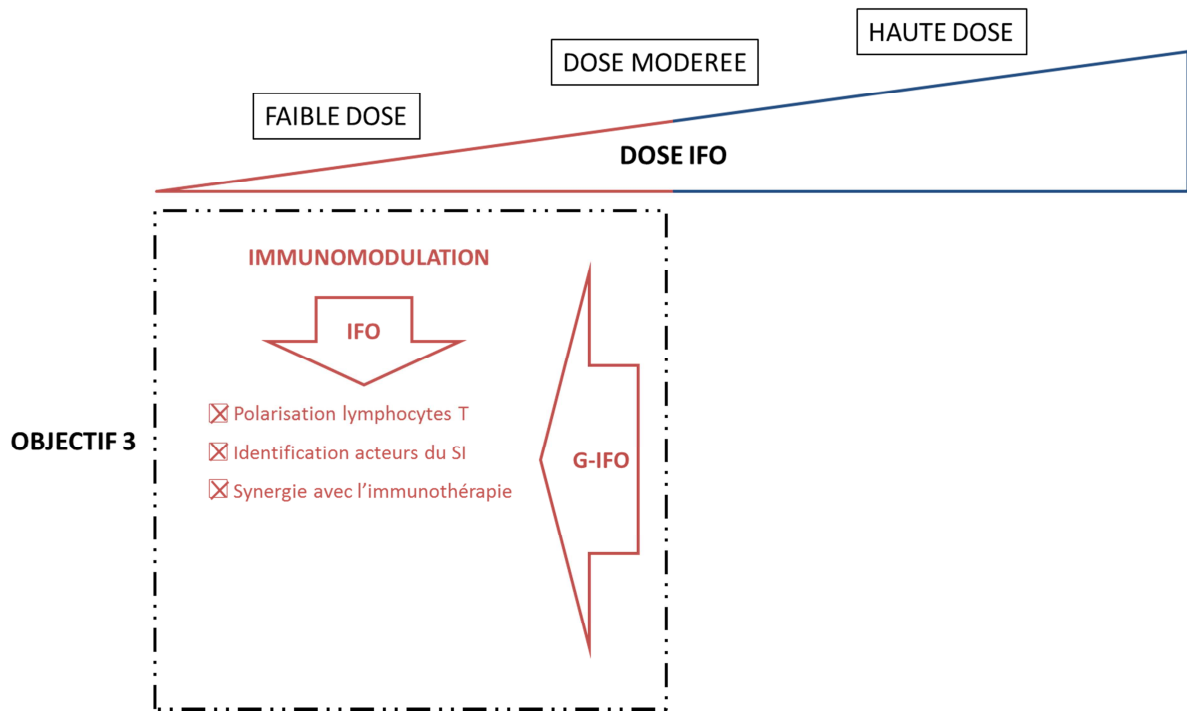 HAUTE DOSE
DOSE MODEREE
FAIBLE DOSE
DOSE IFO
IMMUNOMODULATION
IFO
Polarisation lymphocytes T
OBJECTIF 3
Identification acteurs du SI
G-IFO
Synergie avec l'immunothérapie